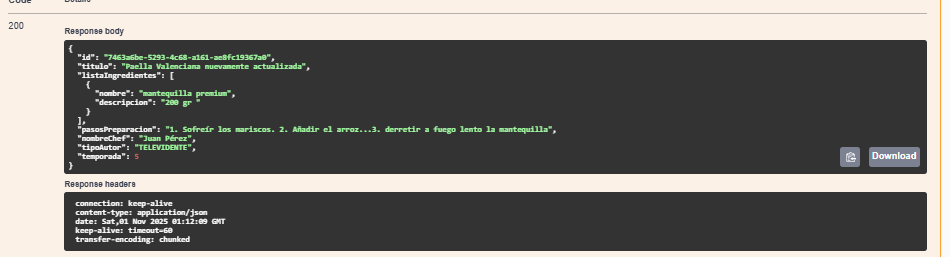 Code Details
200
Response body
{
"id": "7463a6be-5293-4c68-a161-ae8fc19367a0",
"titulo": "Paella Valenciana nuevamente actualizada",
"listaIngredientes": [
{
"nombre": "mantequilla premium",
"descripcion": "200 gr "
}
],
"pasosPreparacion": "1. Sofreír los mariscos. 2. Añadir el arroz...3. derretir a fuego lento la mantequilla",
"nombreChef": "Juan Pérez",
"tipoAutor": "TELEVIDENTE",
"temporada": 5
}
Download
Response headers
connection: keep-alive
content-type: application/json
date: Sat,01 Nov 2025 01:12:09 GMT
keep-alive: timeout=60
transfer-encoding: chunked